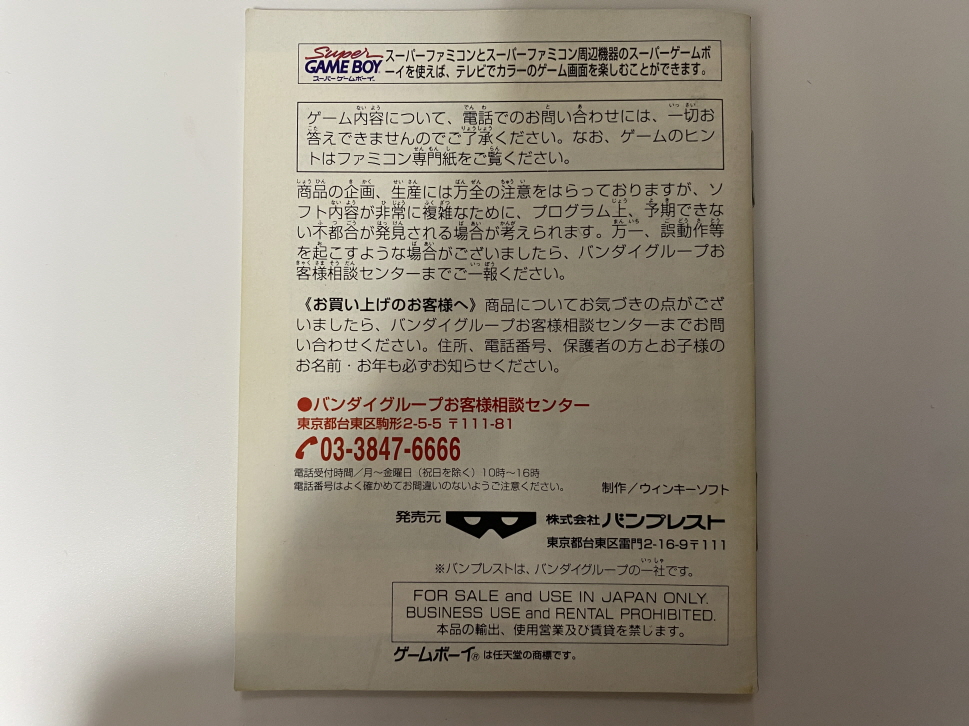 Super GAME BOY スーパーゲームボーイ
スーパーファミコンとスーパーファミコン周辺機器のスーパーゲームボ
ーイを使えば、テレビでカラーのゲーム画面を楽しむことができます。
ゲーム内容について、電話でのお問い合わせには、一切お
答えできませんのでご了承ください。なお、ゲームのヒン
トはファミコン専門紙をご覧ください。
商品の企画、生産には万全の注意をはらっておりますが、ソ
フト内容が非常に複雑なために、プログラム上、予期できな
い不都合が発見される場合が考えられます。万一、誤動作等
を起こすような場合がございましたら、バンダイグループお
客様相談センターまでご一報ください。
《お買い上げのお客様へ》商品についてお気づきの点がござ
いましたら、バンダイグループお客様相談センターまでお問
い合わせください。住所、電話番号、保護者の方とお子様の
お名前・お年も必ずお知らせください。
●バンダイグループお客様相談センター
東京都台東区駒形2-5-5 〒111-81
03-3847-6666
電話受付時間／月〜金曜日（祝日を除く）10時〜16時
電話番号はよく確かめてお間違いのないようご注意ください。
制作／ウィンキーソフト
発売元 株式会社 バンプレスト
東京都台東区雷門2-16-9〒111
※バンプレストは、バンダイグループの一社です。
FOR SALE and USE IN JAPAN ONLY.
BUSINESS USE and RENTAL PROHIBITED.
本品の輸出、使用営業及び賃貸を禁じます。
ゲームボーイ® は任天堂の商標です。